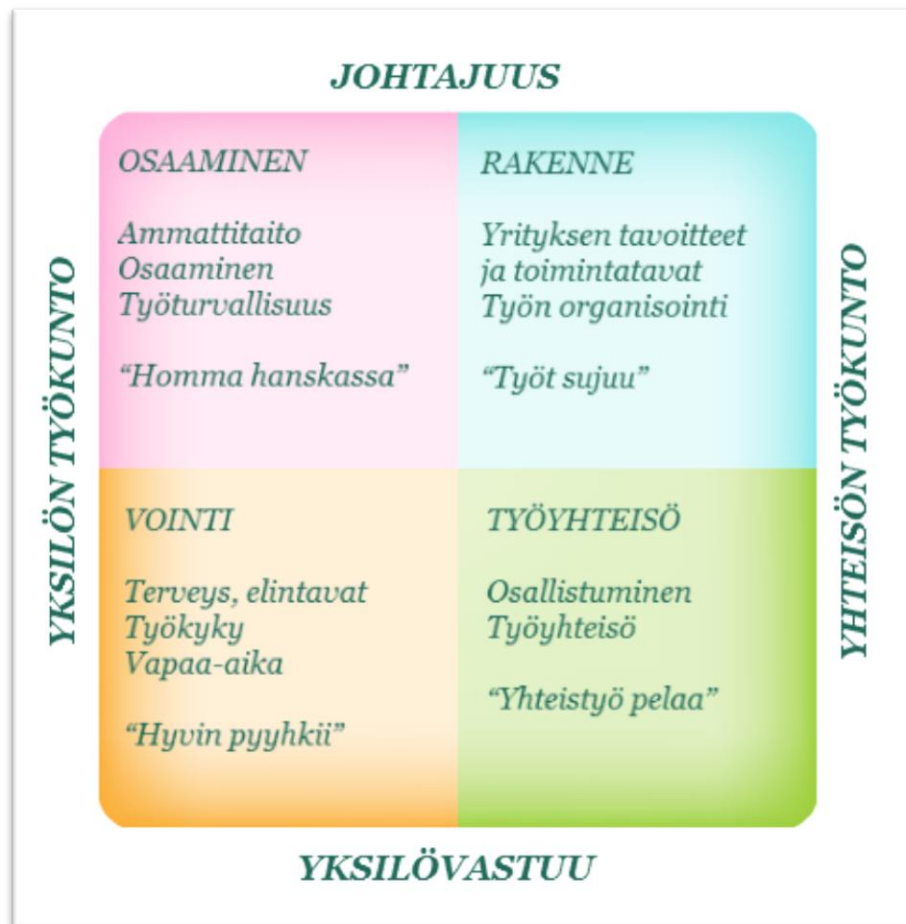 JOHTAJUUS
YKSILÖN TYÖKUNTO
OSAAMINEN
Ammattitaito
Osaaminen
Työturvallisuus
“Homma hanskassa”
RAKENNE
Yrityksen tavoitteet
ja toimintatavat
Työn organisointi
“Työt sujuu”
VOINTI
Terveys, elintavat
Työkyky
Vapaa-aika
“Hyvin pyyhkii”
TYÖYHTEISÖ
Osallistuminen
Työyhteisö
“Yhteistyö pelaa”
YHTEISÖN TYÖKUNTO
YKSILÖVASTUU